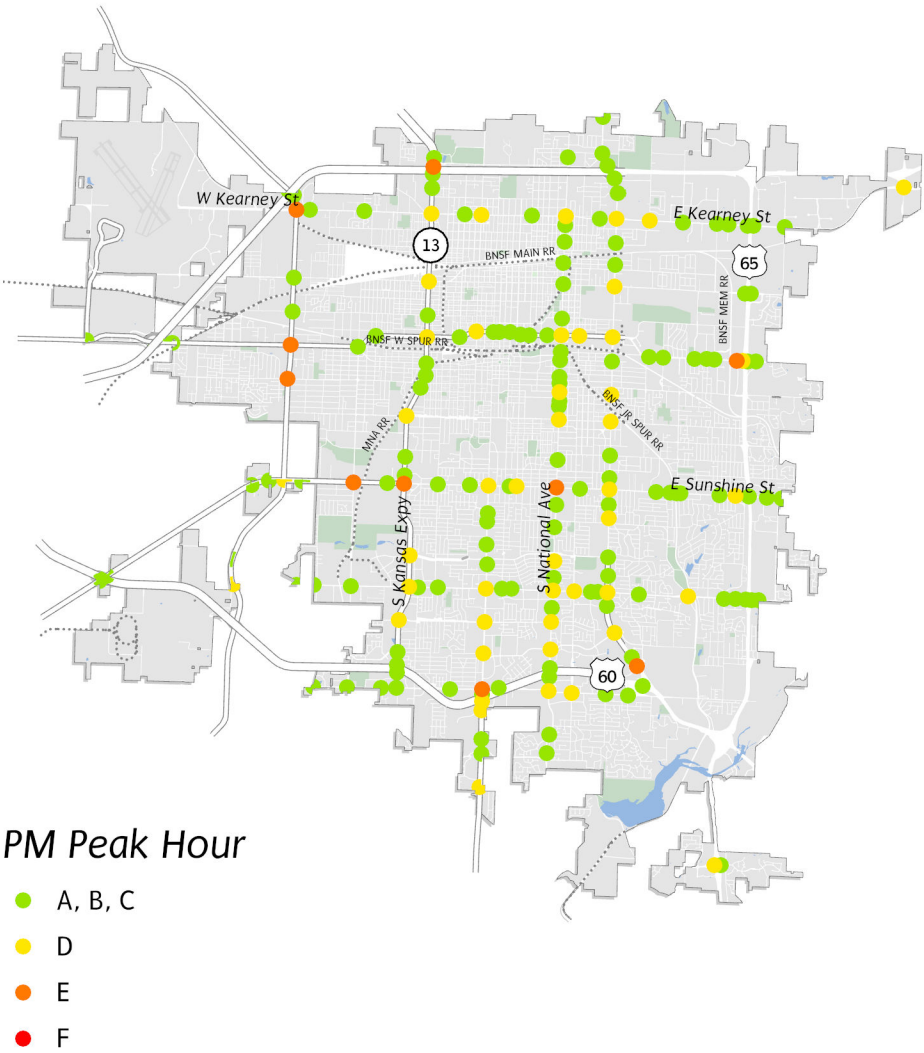 W Kearney St
E Kearney St
13
BNSF MAIN RR
65
BNSF MEM RR
BNSF W SPUR RR
BNSF JR SPUR RR
MNA RR
E Sunshine St
S Kansas Expy
S National Ave
60
PM Peak Hour
A, B, C
D
E
F